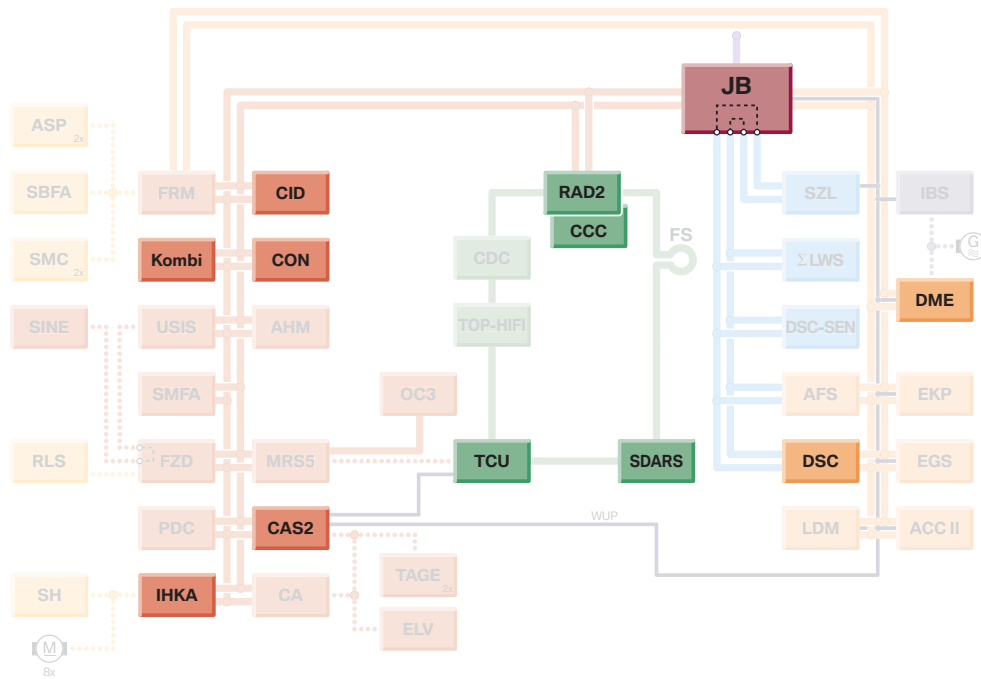 JB
ASP
2x
SBFA
FRM
CID
RAD2
SZL
IBS
CCC
FS
G
SMC
2x
Kombi
CON
CDC
ΣLWS
DME
SINE
USIS
AHM
TOP-HIFI
DSC-SEN
SMFA
OC3
AFS
EKP
RLS
FZD
MRS5
TCU
SDARS
DSC
EGS
WUP
PDC
CAS2
LDM
ACC II
TAGE
2x
SH
IHKA
CA
ELV
M
8x